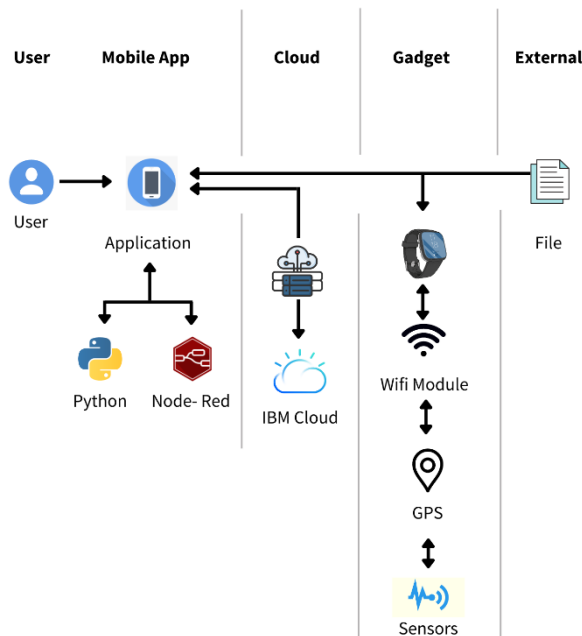 User
Mobile App
Cloud
Gadget
External
User
Application
File
Python
Node- Red
IBM Cloud
Wifi Module
GPS
Sensors